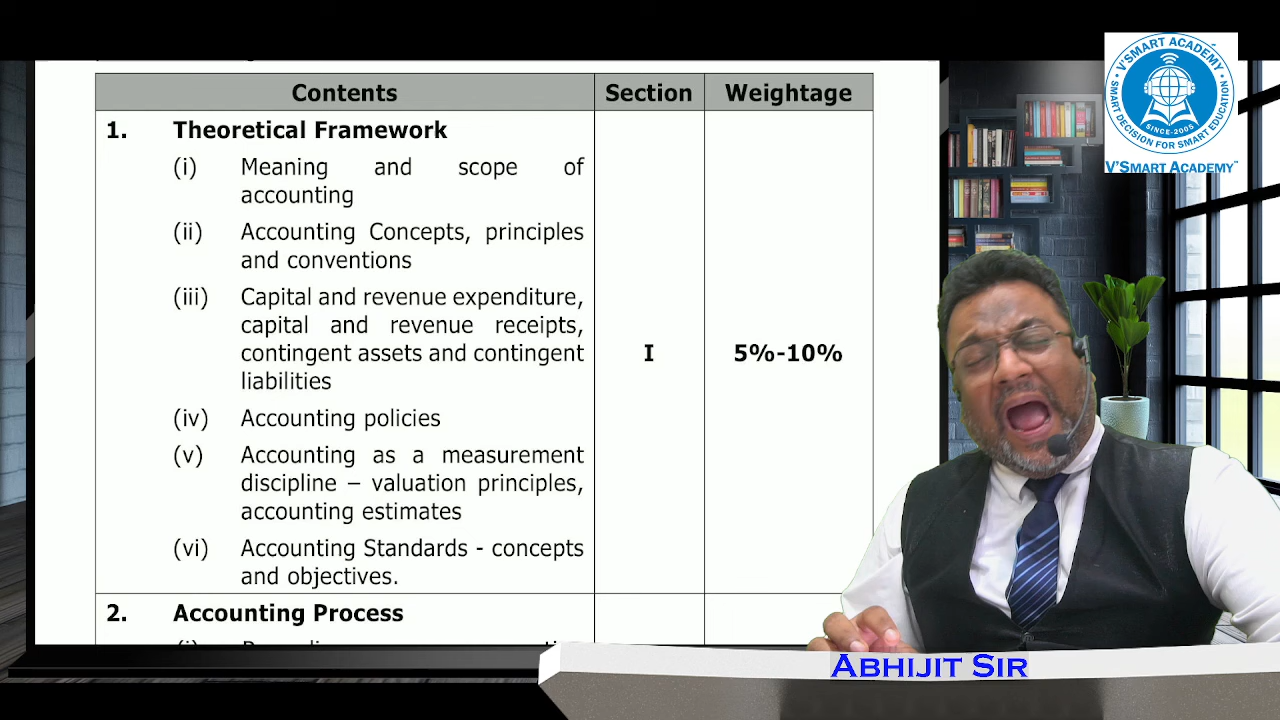 Contents Section Weightage
1. Theoretical Framework
(i) Meaning and scope of
accounting
(ii) Accounting Concepts, principles
and conventions
(iii) Capital and revenue expenditure,
capital and revenue receipts,
contingent assets and contingent
liabilities
I 5%-10%
(iv) Accounting policies
(v) Accounting as a measurement
discipline – valuation principles,
accounting estimates
(vi) Accounting Standards - concepts
and objectives.
2. Accounting Process
V'SMART ACADEMY
SMART DECISION FOR SMART EDUCATION
SINCE-2005
V'SMART ACADEMY™
ABHIJIT SIR